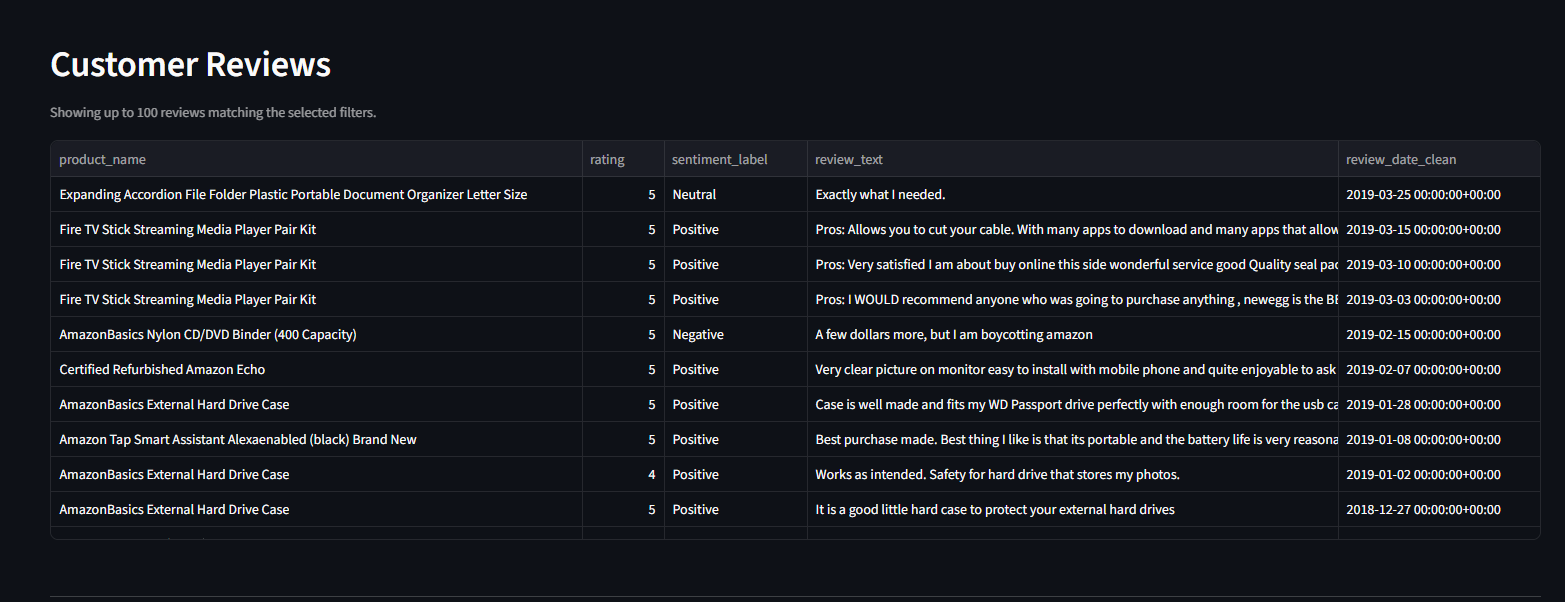 Customer Reviews
Showing up to 100 reviews matching the selected filters.
product_name rating sentiment_label review_text review_date_clean
Expanding Accordion File Folder Plastic Portable Document Organizer Letter Size 5 Neutral Exactly what I needed. 2019-03-25 00:00:00+00:00
Fire TV Stick Streaming Media Player Pair Kit 5 Positive Pros: Allows you to cut your cable. With many apps to download and many apps that allow 2019-03-15 00:00:00+00:00
Fire TV Stick Streaming Media Player Pair Kit 5 Positive Pros: Very satisfied I am about buy online this side wonderful service good Quality seal pac 2019-03-10 00:00:00+00:00
Fire TV Stick Streaming Media Player Pair Kit 5 Positive Pros: I WOULD recommend anyone who was going to purchase anything , newegg is the BE 2019-03-03 00:00:00+00:00
AmazonBasics Nylon CD/DVD Binder (400 Capacity) 5 Negative A few dollars more, but I am boycotting amazon 2019-02-15 00:00:00+00:00
Certified Refurbished Amazon Echo 5 Positive Very clear picture on monitor easy to install with mobile phone and quite enjoyable to ask 2019-02-07 00:00:00+00:00
AmazonBasics External Hard Drive Case 5 Positive Case is well made and fits my WD Passport drive perfectly with enough room for the usb ca 2019-01-28 00:00:00+00:00
Amazon Tap Smart Assistant Alexaenabled (black) Brand New 5 Positive Best purchase made. Best thing I like is that its portable and the battery life is very reasona 2019-01-08 00:00:00+00:00
AmazonBasics External Hard Drive Case 4 Positive Works as intended. Safety for hard drive that stores my photos. 2019-01-02 00:00:00+00:00
AmazonBasics External Hard Drive Case 5 Positive It is a good little hard case to protect your external hard drives 2018-12-27 00:00:00+00:00